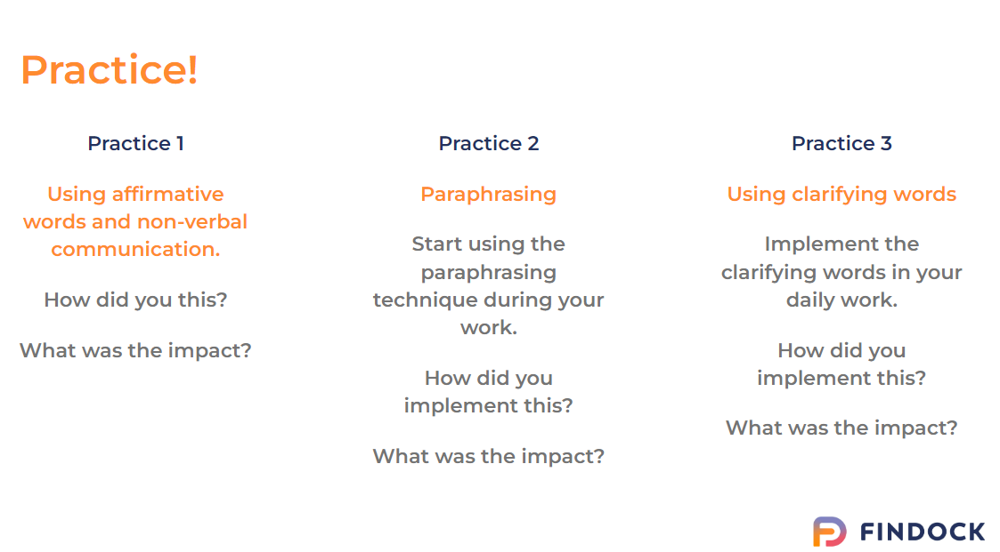 Practice!
Practice 1
Using affirmative
words and non-verbal
communication.
How did you this?
What was the impact?
Practice 2
Paraphrasing
Start using the
paraphrasing
technique during your
work.
How did you
implement this?
What was the impact?
Practice 3
Using clarifying words
Implement the
clarifying words in your
daily work.
How did you
implement this?
What was the impact?
FINDOCK